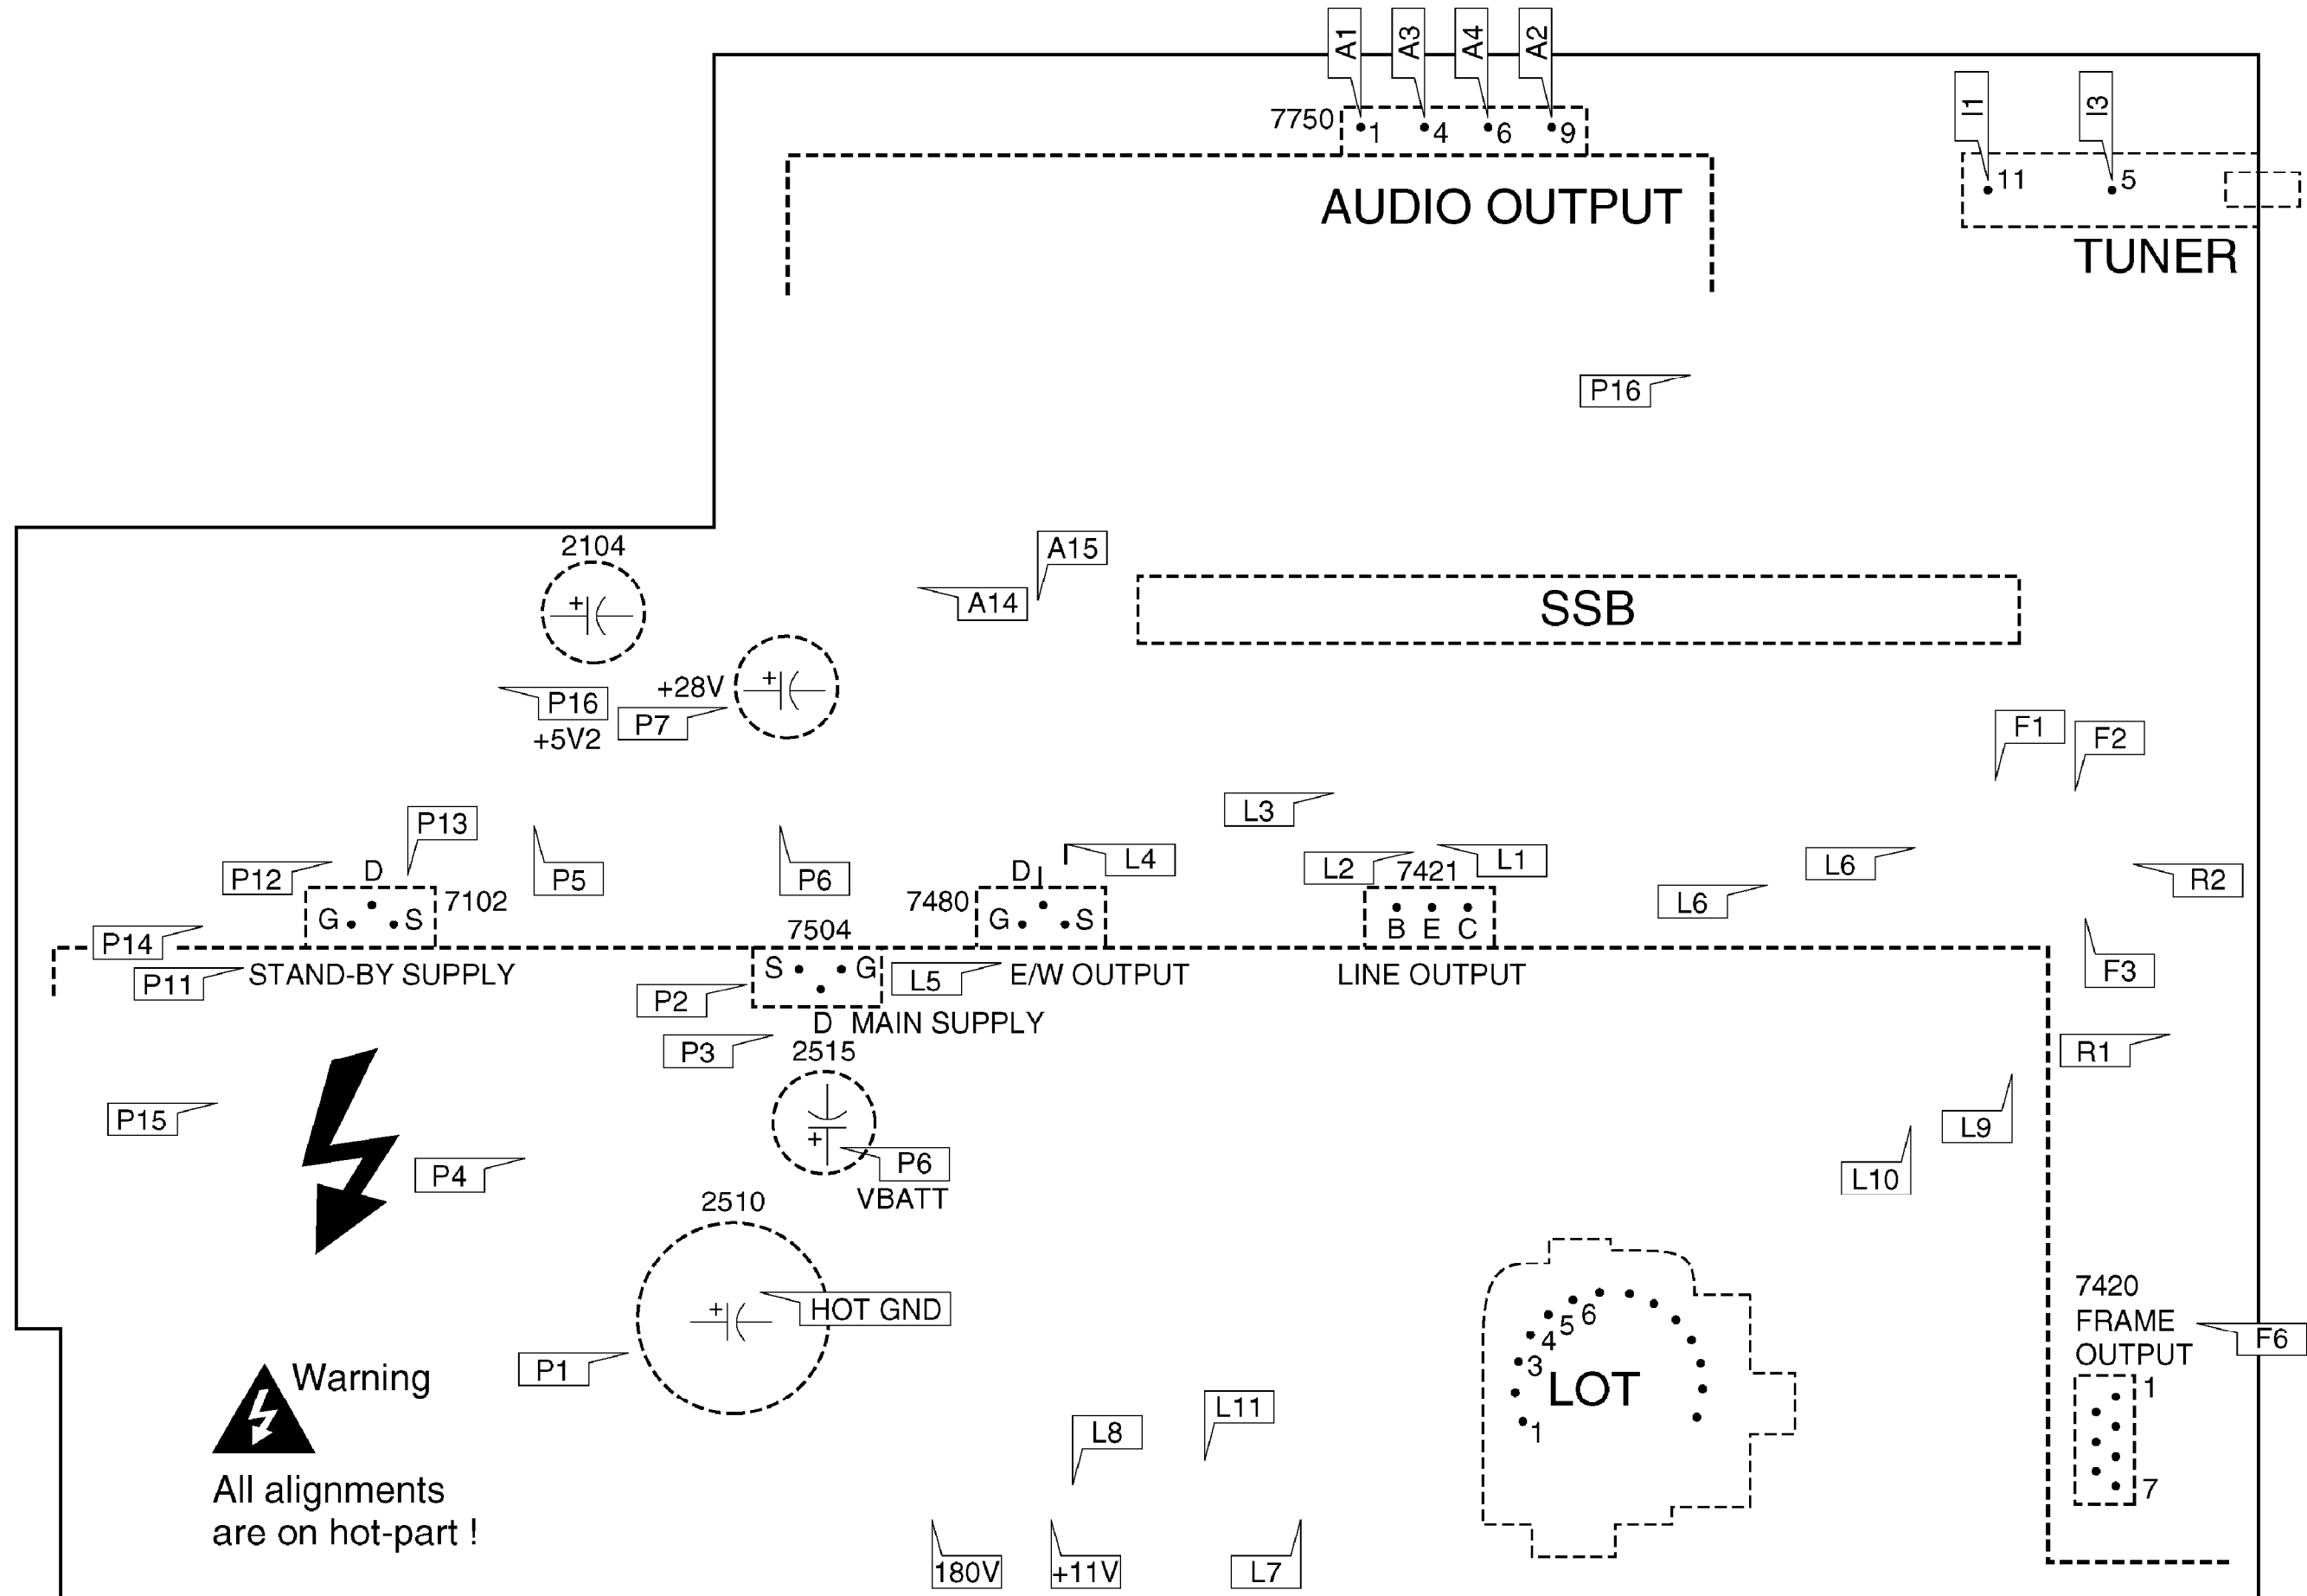 A1
A3
A4
A2
I1
I3
7750
1
4
6
9
11
5
AUDIO OUTPUT
TUNER
P16
2104
+
A15
A14
SSB
+28V
+
P16
P7
+5V2
F1
F2
L3
P13
P12
D
P5
P6
D
L4
L2
7421
L1
L6
L6
R2
G
S
7102
7480
G
S
7504
B E C
P14
P11
STAND-BY SUPPLY
S
G
L5
E/W OUTPUT
LINE OUTPUT
F3
P2
D MAIN SUPPLY
P3
2515
R1
P15
+
L9
P4
P6
L10
VBATT
2510
+
HOT GND
7420
FRAME
OUTPUT
F6
6
5
4
3
1
LOT
P1
Warning
1
7
L11
L8
All alignments
are on hot-part !
180V
+11V
L7